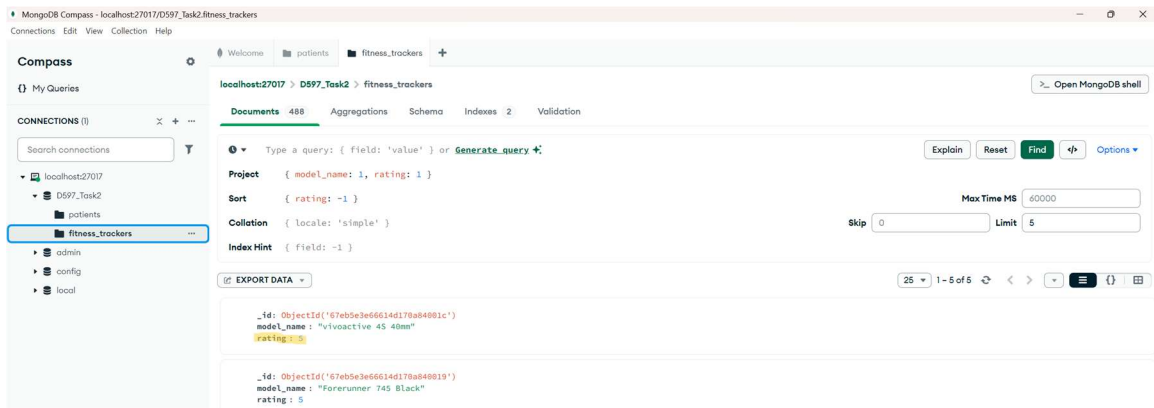 MongoDB Compass - localhost:27017/D597_Task2.fitness_trackers
Connections Edit View Collection Help
Compass
Welcome patients fitness_trackers +
{} My Queries
localhost:27017 > D597_Task2 > fitness_trackers
>_ Open MongoDB shell
Documents 488 Aggregations Schema Indexes 2 Validation
CONNECTIONS (1)
Search connections
Type a query: { field: 'value' } or Generate query
Explain Reset Find </> Options
localhost:27017
Project { model_name: 1, rating: 1 }
D597_Task2
Sort { rating: -1 }
Max Time MS 60000
patients
Collation { locale: 'simple' }
Skip 0 Limit 5
fitness_trackers
Index Hint { field: -1 }
admin
config
local
EXPORT DATA
25 1 – 5 of 5
{}
_id: ObjectId('67eb5e3e66614d170a84001c')
model_name : "vivoactive 4S 40mm"
rating : 5
_id: ObjectId('67eb5e3e66614d170a840019')
model_name : "Forerunner 745 Black"
rating : 5